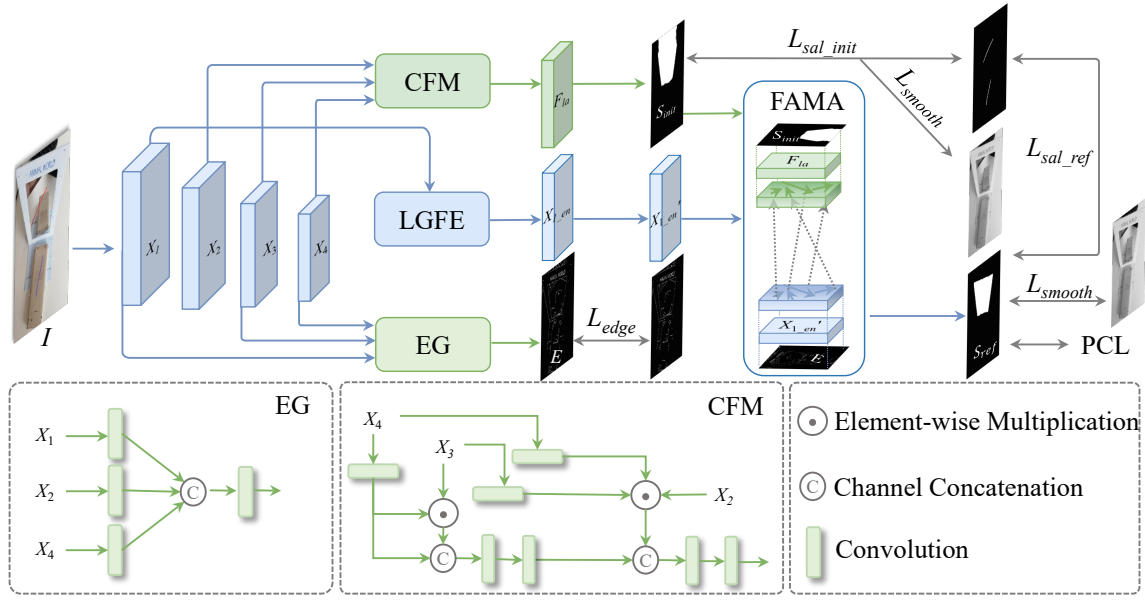 CFM
F_la
S_init
L_sal_init
L_smooth
FAMA
S_init
F_la
L_sal_ref
I
X_1
X_2
X_3
X_4
LGFE
X_1_en
X_1_en'
X_1_en'
E
EG
E
L_edge
S_ref
L_smooth
PCL
EG
X_1
X_2
X_4
C
CFM
X_4
X_3
X_2
C
C
Element-wise Multiplication
C
Channel Concatenation
Convolution